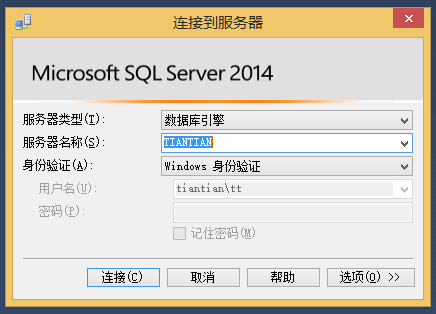 连接到服务器
Microsoft SQL Server 2014
服务器类型(T): 数据库引擎
服务器名称(S): TIANTIAN
身份验证(A): Windows 身份验证
用户名(U): tiantian\tt
密码(P):
记住密码(M)
连接(C) 取消 帮助 选项(O) >>